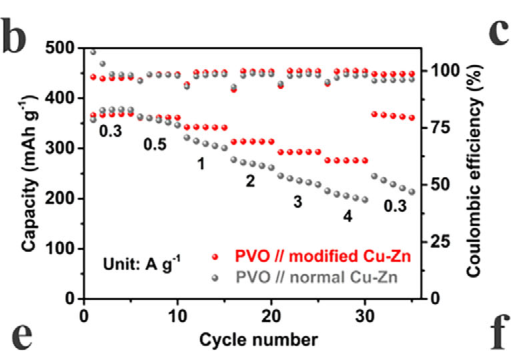 b
c
500
400
300
200
100
0
Capacity (mAh g⁻¹)
100
75
50
25
0
Coulombic efficiency (%)
0.3
0.5
1
2
3
4
0.3
Unit: A g⁻¹
PVO // modified Cu-Zn
PVO // normal Cu-Zn
0
10
20
30
Cycle number
e
f